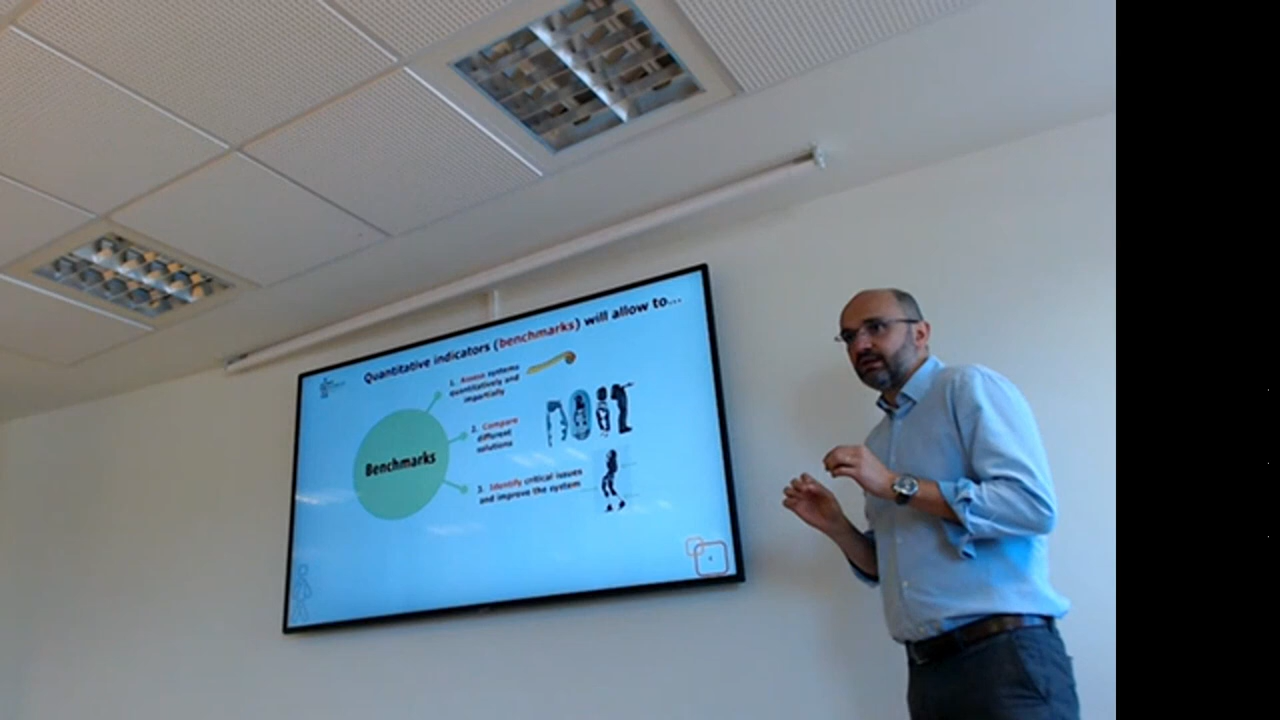 Quantitative indicators (benchmarks) will allow to...
1. Assess systems
quantitatively and
impartially
Benchmarks
2. Compare
different
solutions
3. Identify critical issues
and improve the system